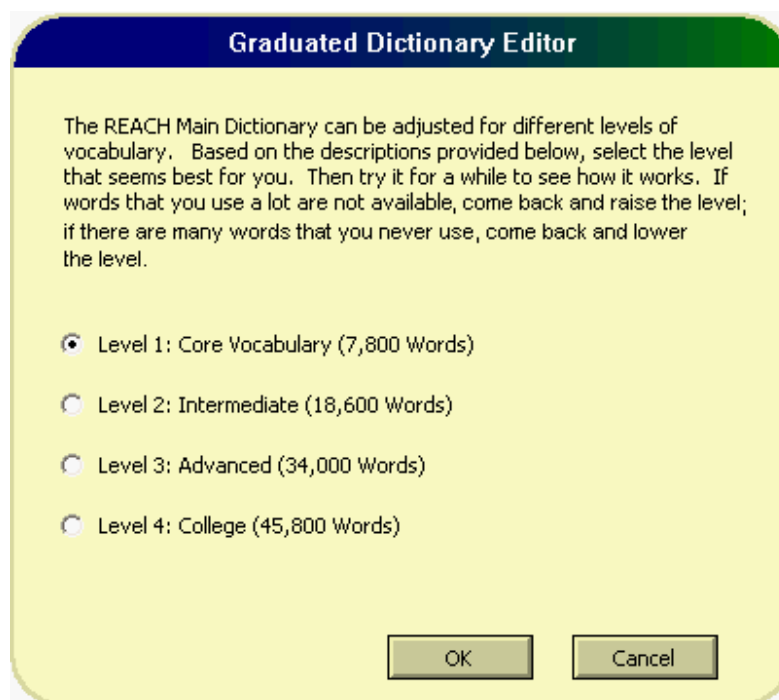 Graduated Dictionary Editor
The REACH Main Dictionary can be adjusted for different levels of
vocabulary.   Based on the descriptions provided below, select the level
that seems best for you.  Then try it for a while to see how it works.  If
words that you use a lot are not available, come back and raise the level;
if there are many words that you never use, come back and lower
the level.
Level 1: Core Vocabulary (7,800 Words)
Level 2: Intermediate (18,600 Words)
Level 3: Advanced (34,000 Words)
Level 4: College (45,800 Words)
OK Cancel